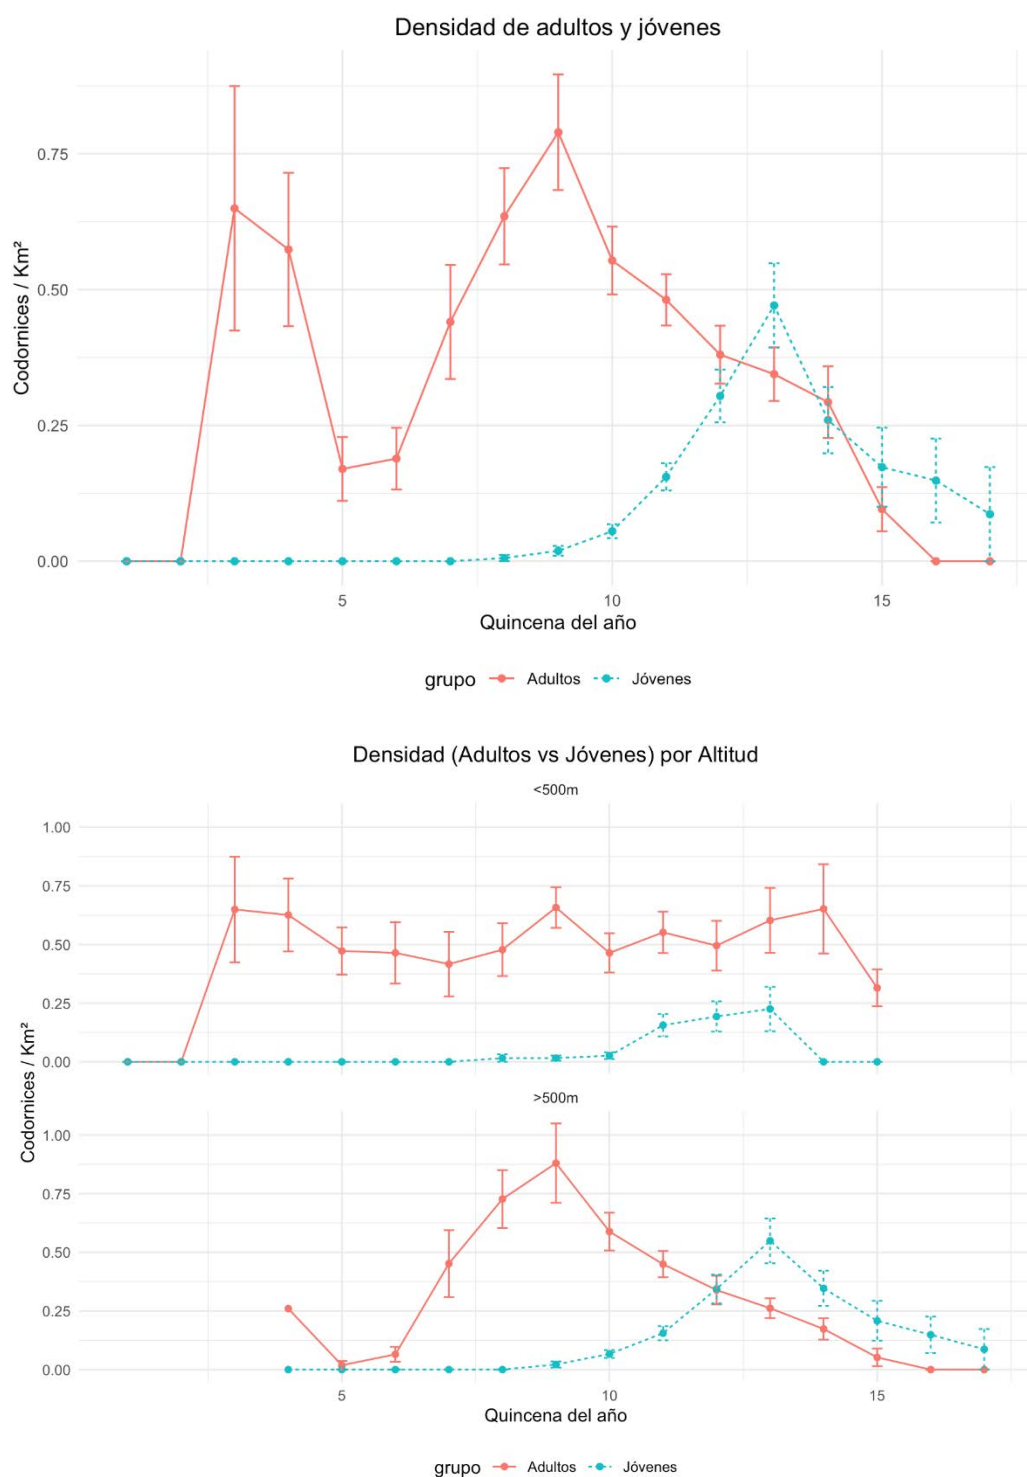 Densidad de adultos y jóvenes
Codornices / Km²
0.75
0.50
0.25
0.00
5 10 15
Quincena del año
grupo Adultos Jóvenes
Densidad (Adultos vs Jóvenes) por Altitud
<500m
Codornices / Km²
1.00
0.75
0.50
0.25
0.00
>500m
1.00
0.75
0.50
0.25
0.00
5 10 15
Quincena del año
grupo Adultos Jóvenes